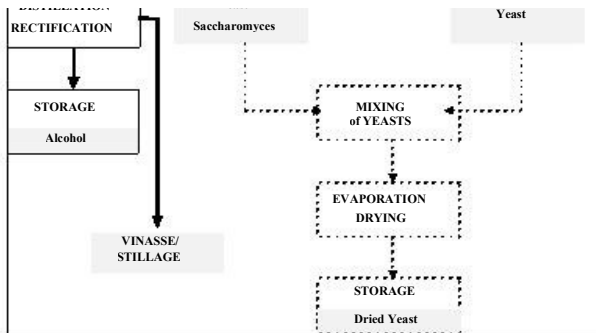 RECTIFICATION
Saccharomyces
Yeast
STORAGE
Alcohol
MIXING
of YEASTS
EVAPORATION
DRYING
VINASSE/
STILLAGE
STORAGE
Dried Yeast